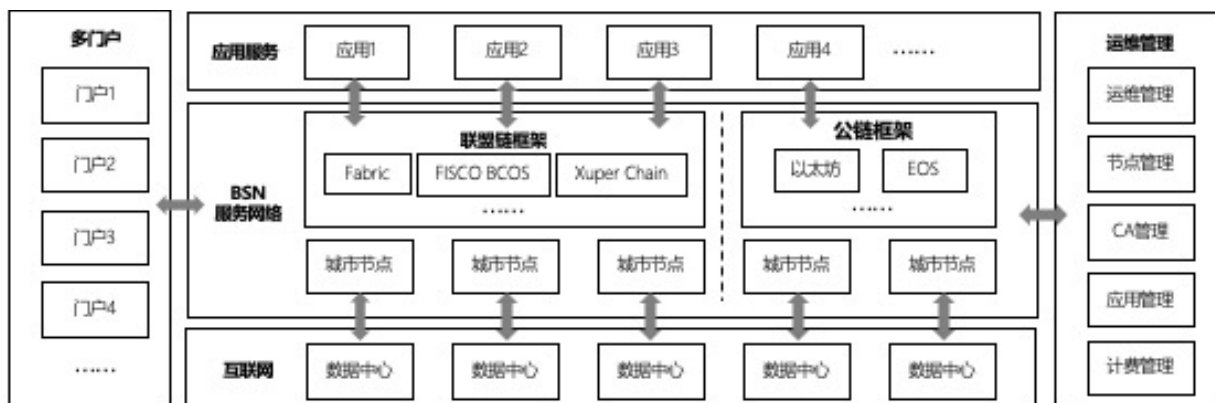 多门户
门户1
门户2
门户3
门户4
……
应用服务
应用1
应用2
应用3
应用4
……
BSN
服务网络
联盟链框架
Fabric
FISCO BCOS
Xuper Chain
……
公链框架
以太坊
EOS
……
城市节点
城市节点
城市节点
城市节点
城市节点
互联网
数据中心
数据中心
数据中心
数据中心
数据中心
运维管理
运维管理
节点管理
CA管理
应用管理
计费管理